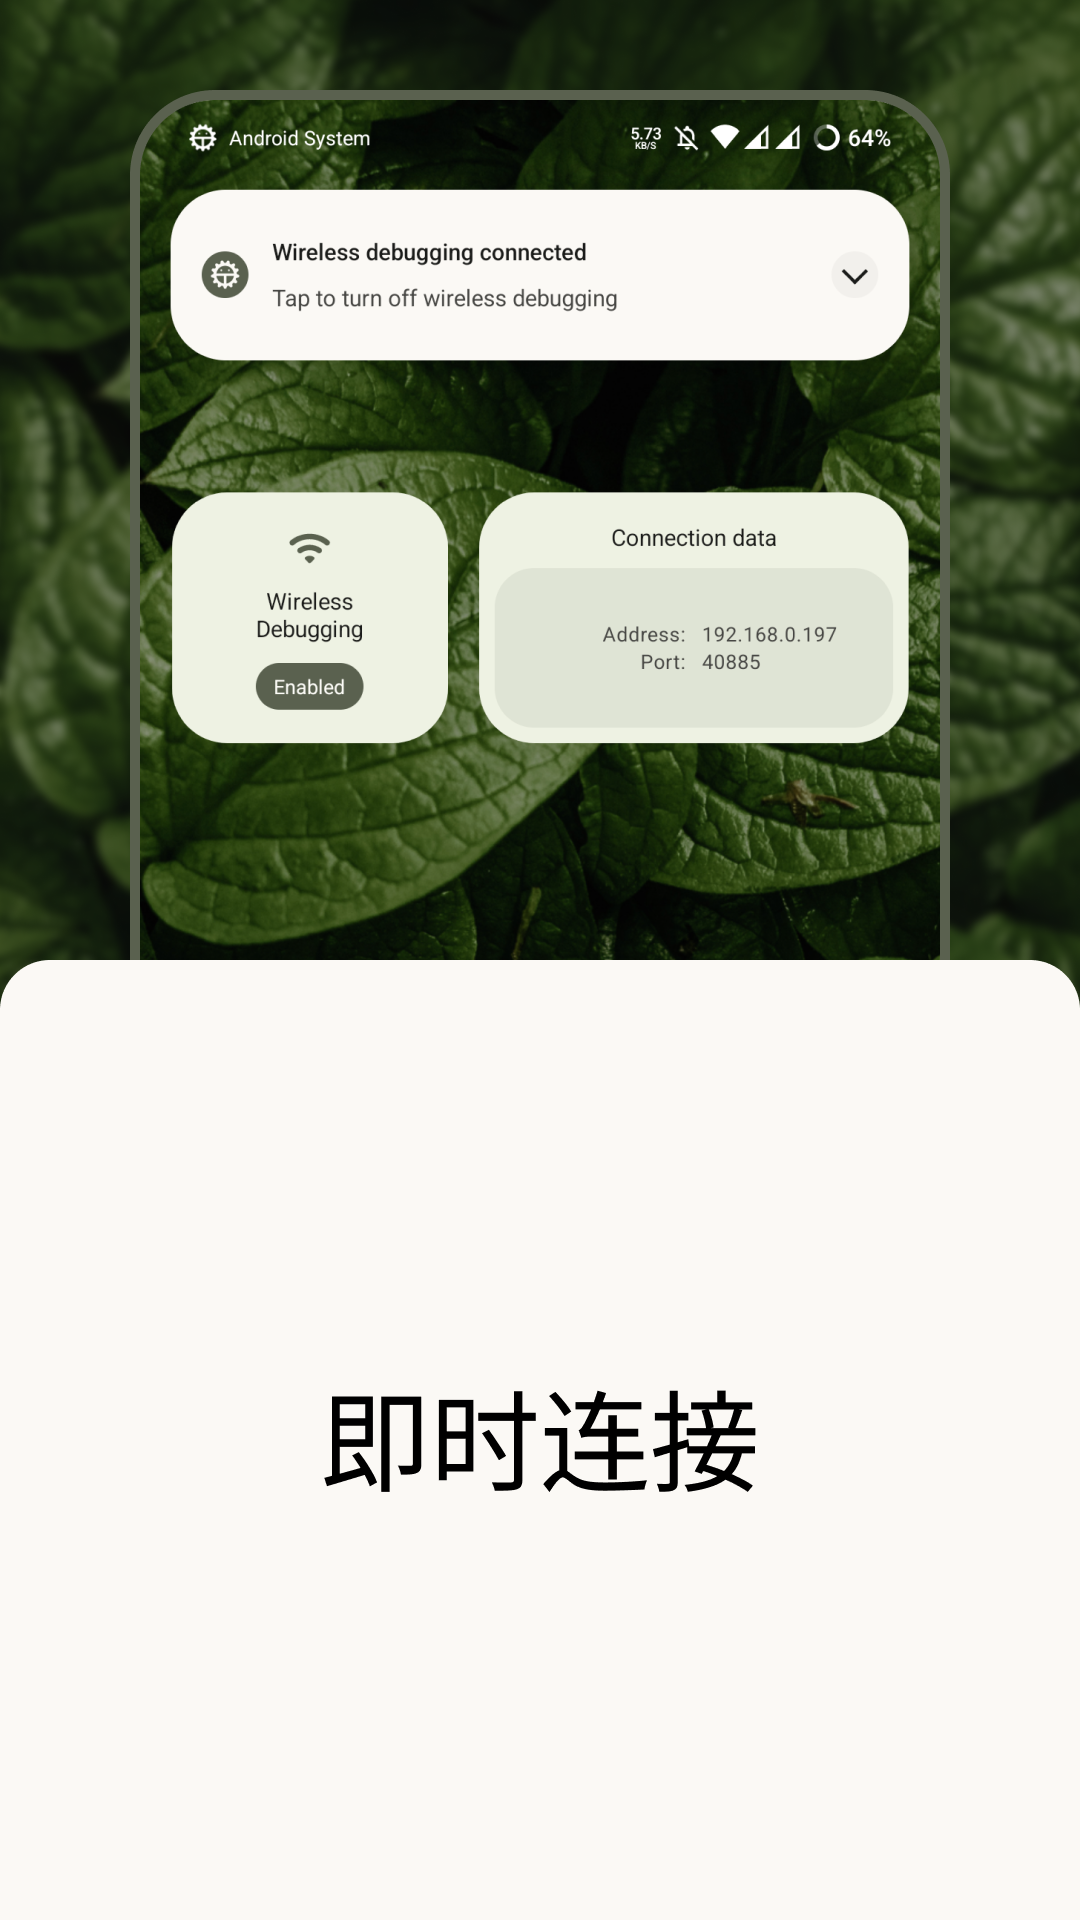 Android System
5.73
KB/S
64%
Wireless debugging connected
Tap to turn off wireless debugging
Wireless
Debugging
Enabled
Connection data
Address: 192.168.0.197
Port: 40885
即时连接